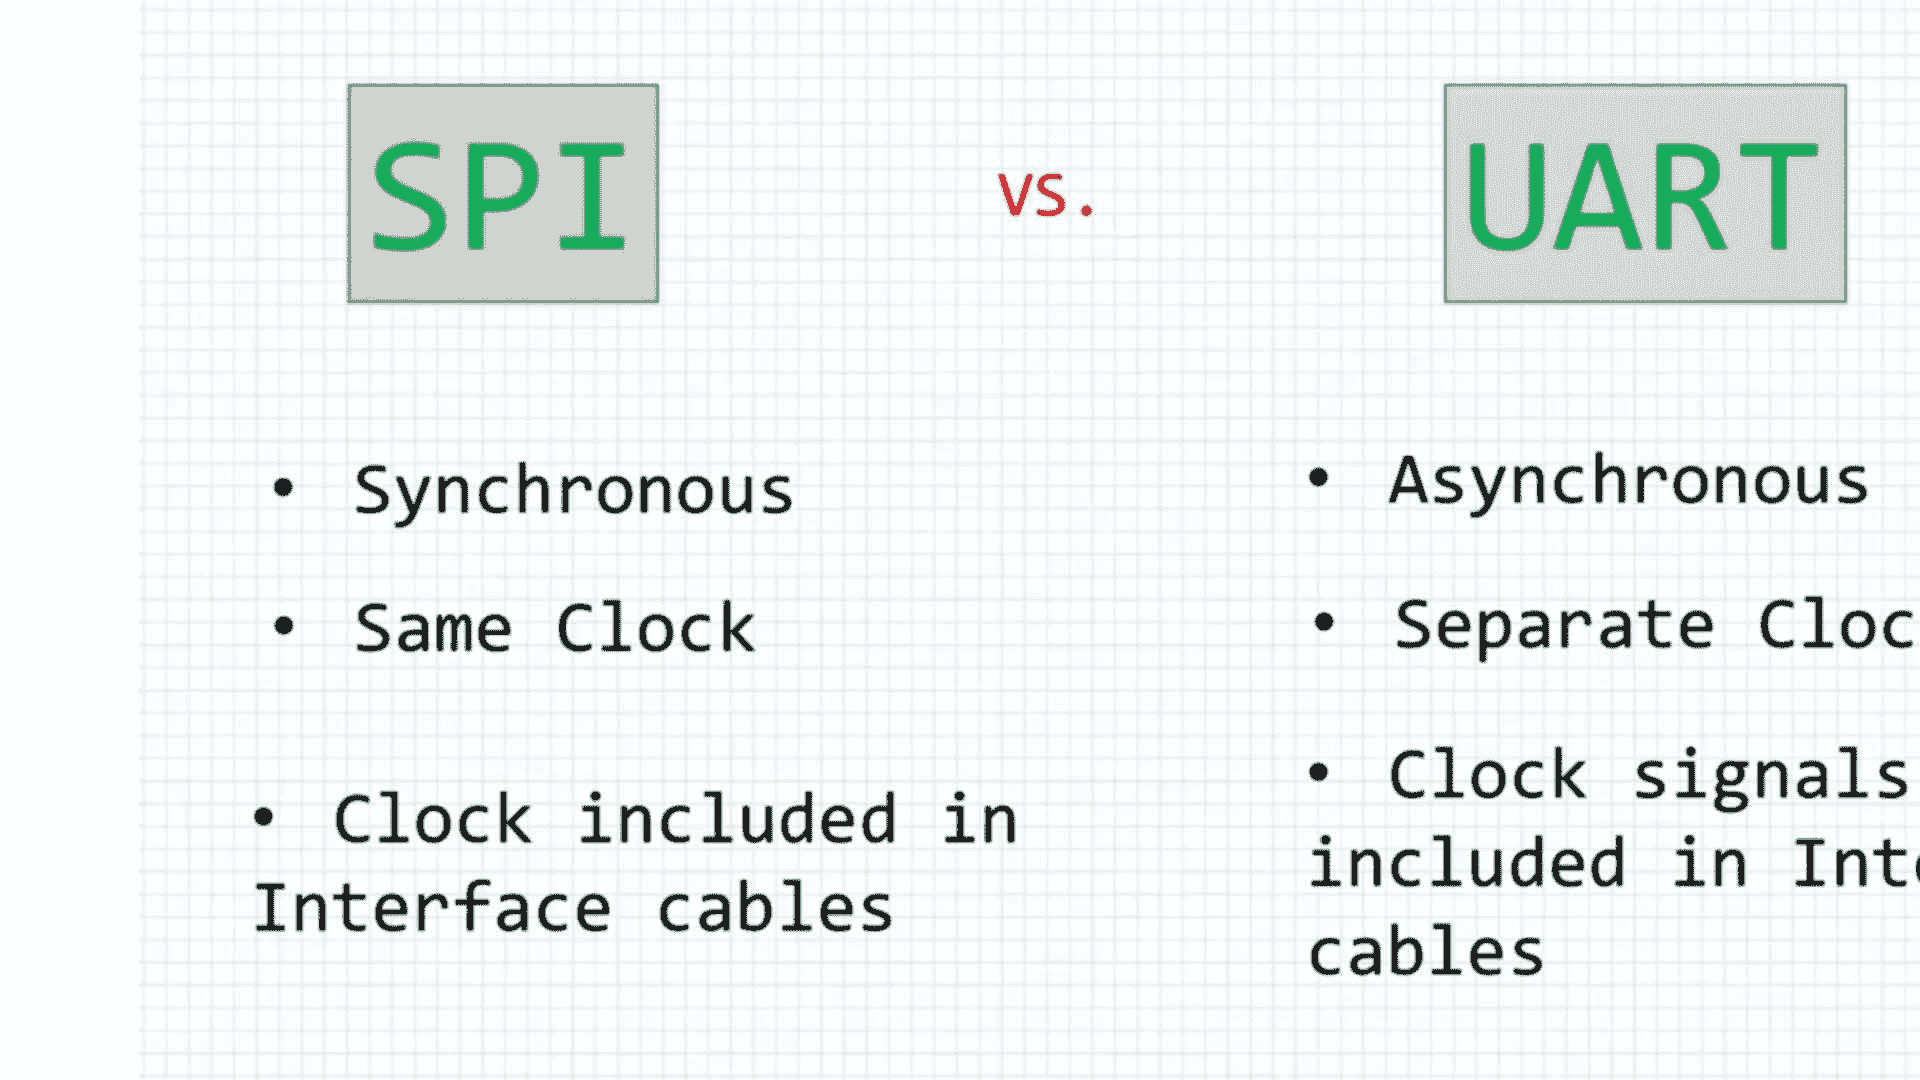 SPI
vs.
UART
• Synchronous
• Same Clock
• Clock included in
Interface cables
• Asynchronous
• Separate
• Clock signals
included in
cables